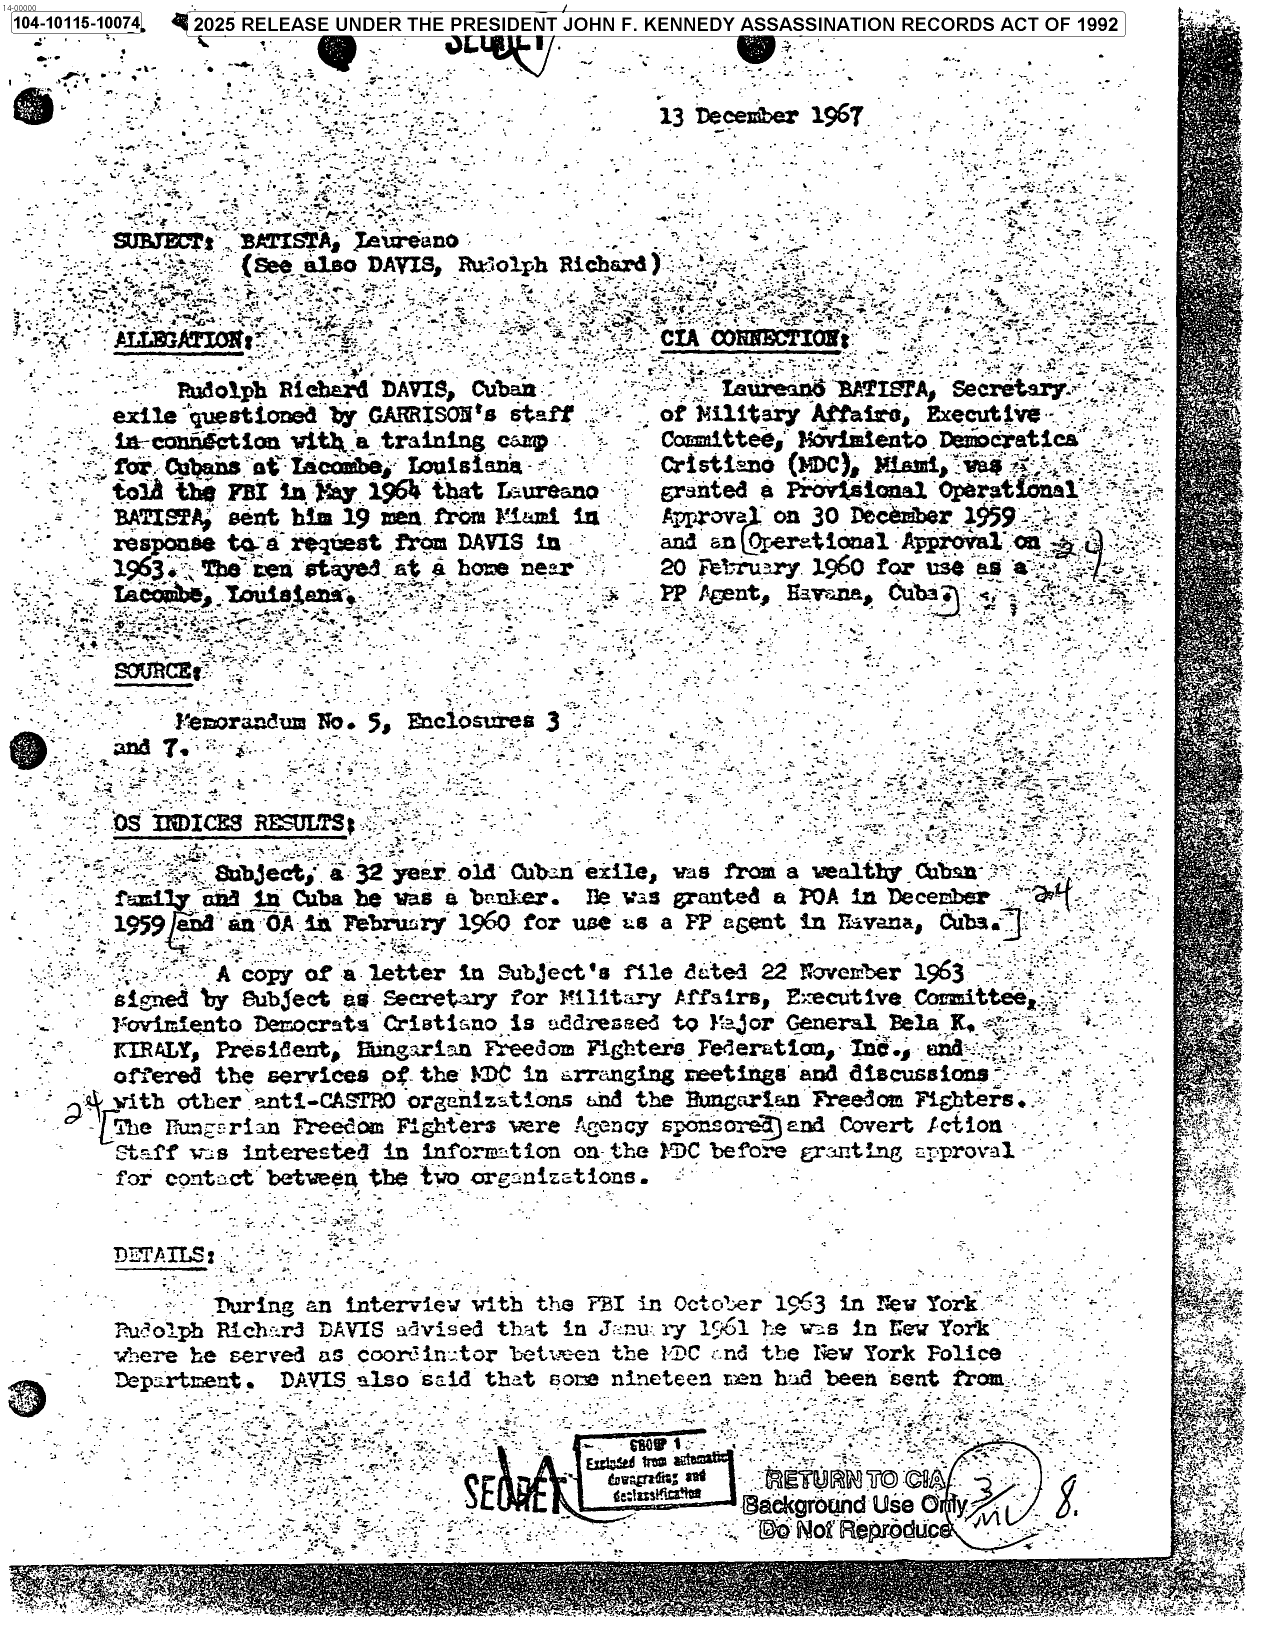 14-00000
104-10115-10074
2025 RELEASE UNDER THE PRESIDENT JOHN F. KENNEDY ASSASSINATION RECORDS ACT OF 1992
SECRET
13 December 1967
SUBJECT: BATISTA, Laureano
(See also DAVIS, Rudolph Richard)
ALLEGATION:
Rudolph Richard DAVIS, Cuban
exile questioned by GARRISON's staff
in connection with a training camp
for Cubans at Lacombe, Louisiana
told the FBI in May 1964 that Laureano
BATISTA, sent him 19 men from Miami in
response to a request from DAVIS in
1963. The men stayed at a home near
Lacombe, Louisiana.
CIA CONNECTION:
Laureano BATISTA, Secretary
of Military Affairs, Executive
Committee, Movimiento Democratica
Cristiano (MDC), Miami, was
granted a Provisional Operational
Approval on 30 December 1959
and an [Operational Approval on 24
20 February 1960 for use as a
PP Agent, Havana, Cuba.]
SOURCE:
Memorandum No. 5, Enclosures 3
and 7.
OS INDICES RESULTS:
Subject, a 32 year old Cuban exile, was from a wealthy Cuban
family and in Cuba he was a banker. He was granted a POA in December 24
1959 [and an OA in February 1960 for use as a PP agent in Havana, Cuba.]
A copy of a letter in Subject's file dated 22 November 1963
signed by Subject as Secretary for Military Affairs, Executive Committee,
Movimiento Democrata Cristiano is addressed to Major General Bela K.
KIRALY, President, Hungarian Freedom Fighters Federation, Inc., and
offered the services of the MDC in arranging meetings and discussions
24 with other anti-CASTRO organizations and the Hungarian Freedom Fighters.
[The Hungarian Freedom Fighters were Agency sponsored] and Covert Action
Staff was interested in information on the MDC before granting approval
for contact between the two organizations.
DETAILS:
During an interview with the FBI in October 1963 in New York
Rudolph Richard DAVIS advised that in January 1961 he was in New York
where he served as coordinator between the MDC and the New York Police
Department. DAVIS also said that some nineteen men had been sent from
SECRET
GROUP 1
Excluded from automatic
downgrading and
declassification
RETURN TO CIA
Background Use Only
Do Not Reproduce
3/MU
8.